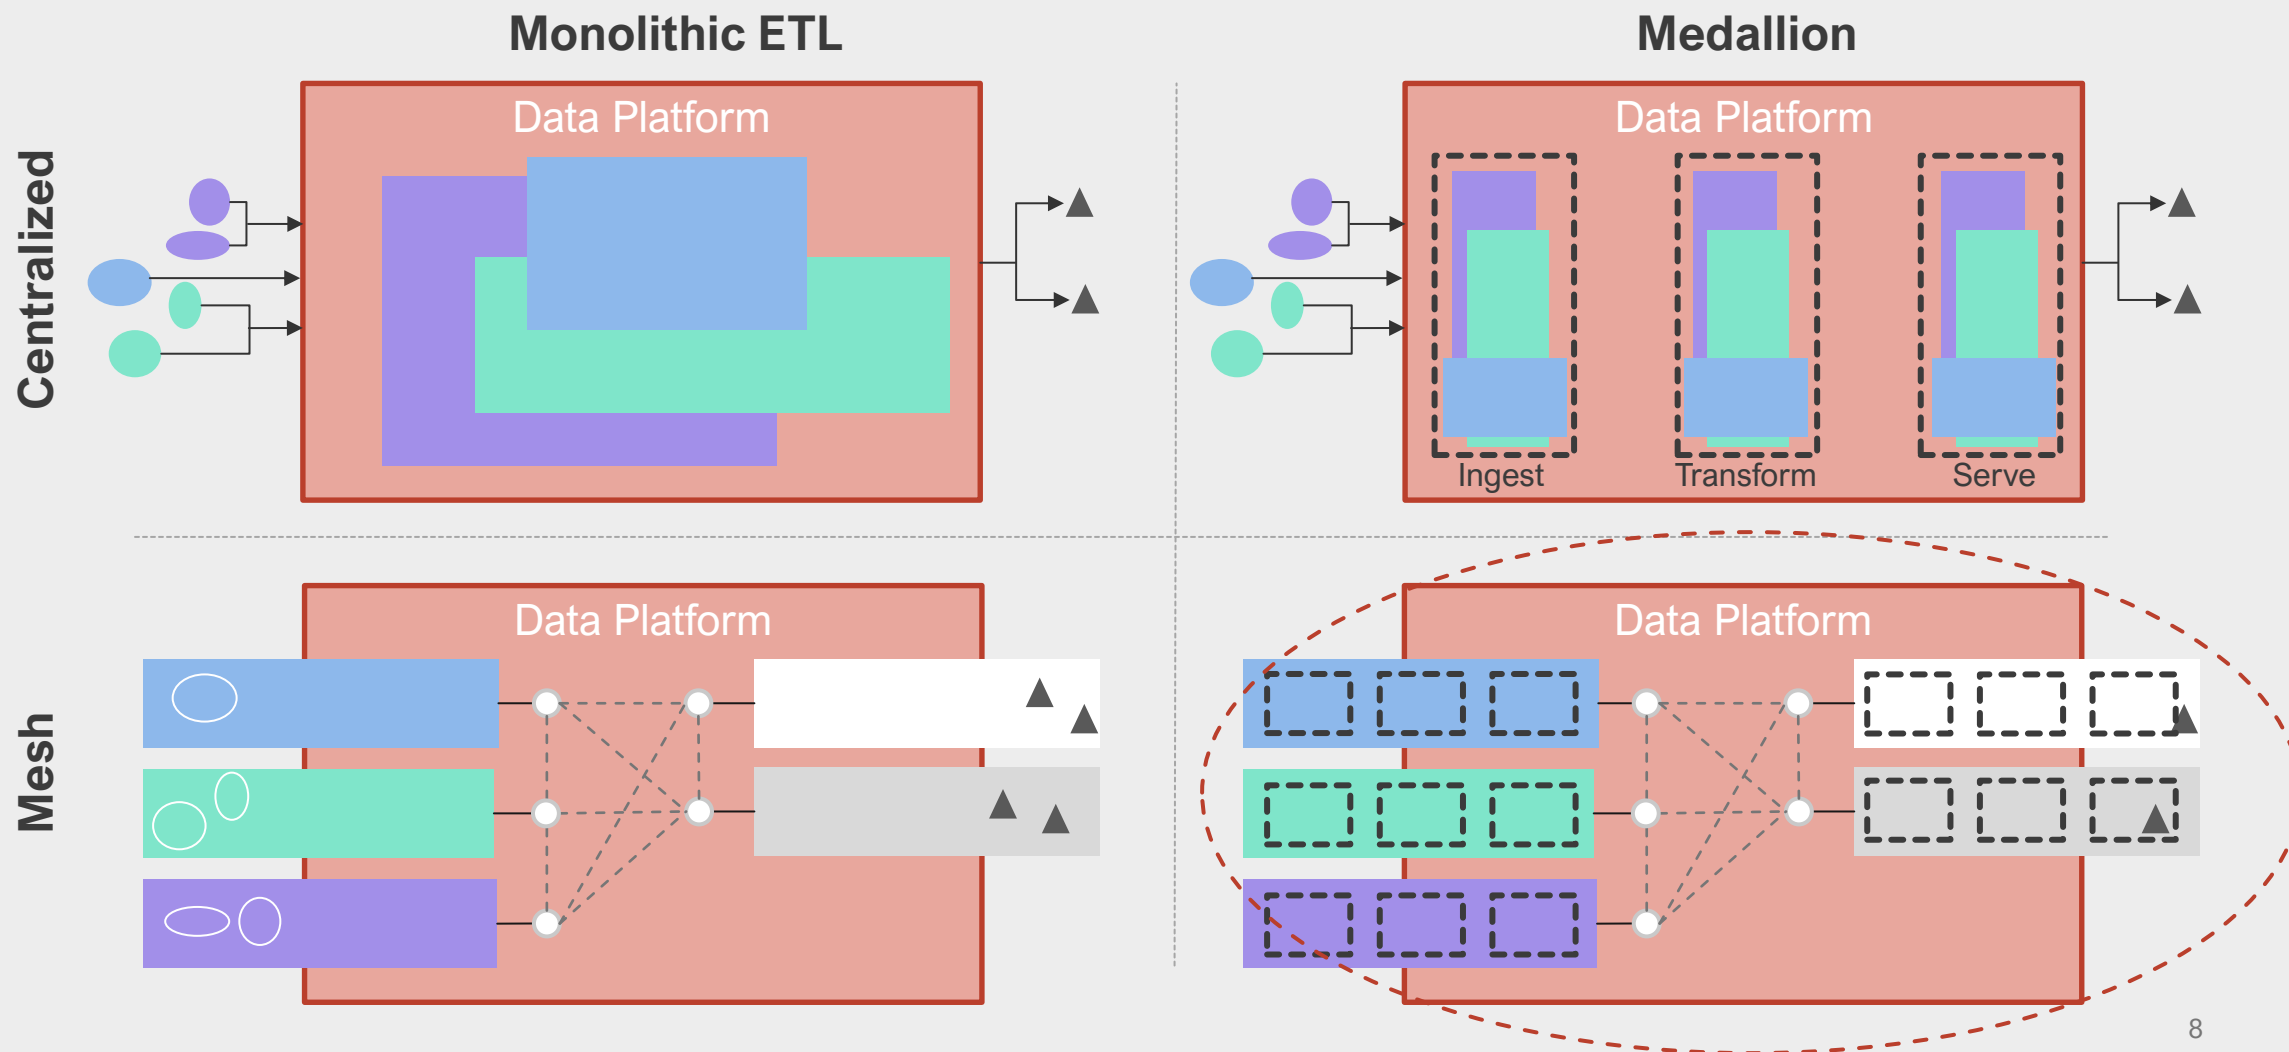 Monolithic ETL
Medallion
Centralized
Data Platform
Data Platform
Ingest
Transform
Serve
Mesh
Data Platform
Data Platform
8